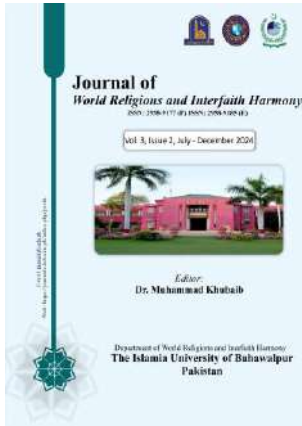 Journal of
World Religions and Interfaith Harmony
Vol. 3, Issue 2, July - December 2024
Editor:
Dr. Muhammad Khubaib
Department of World Religions and Interfaith Harmony
The Islamia University of Bahawalpur
Pakistan